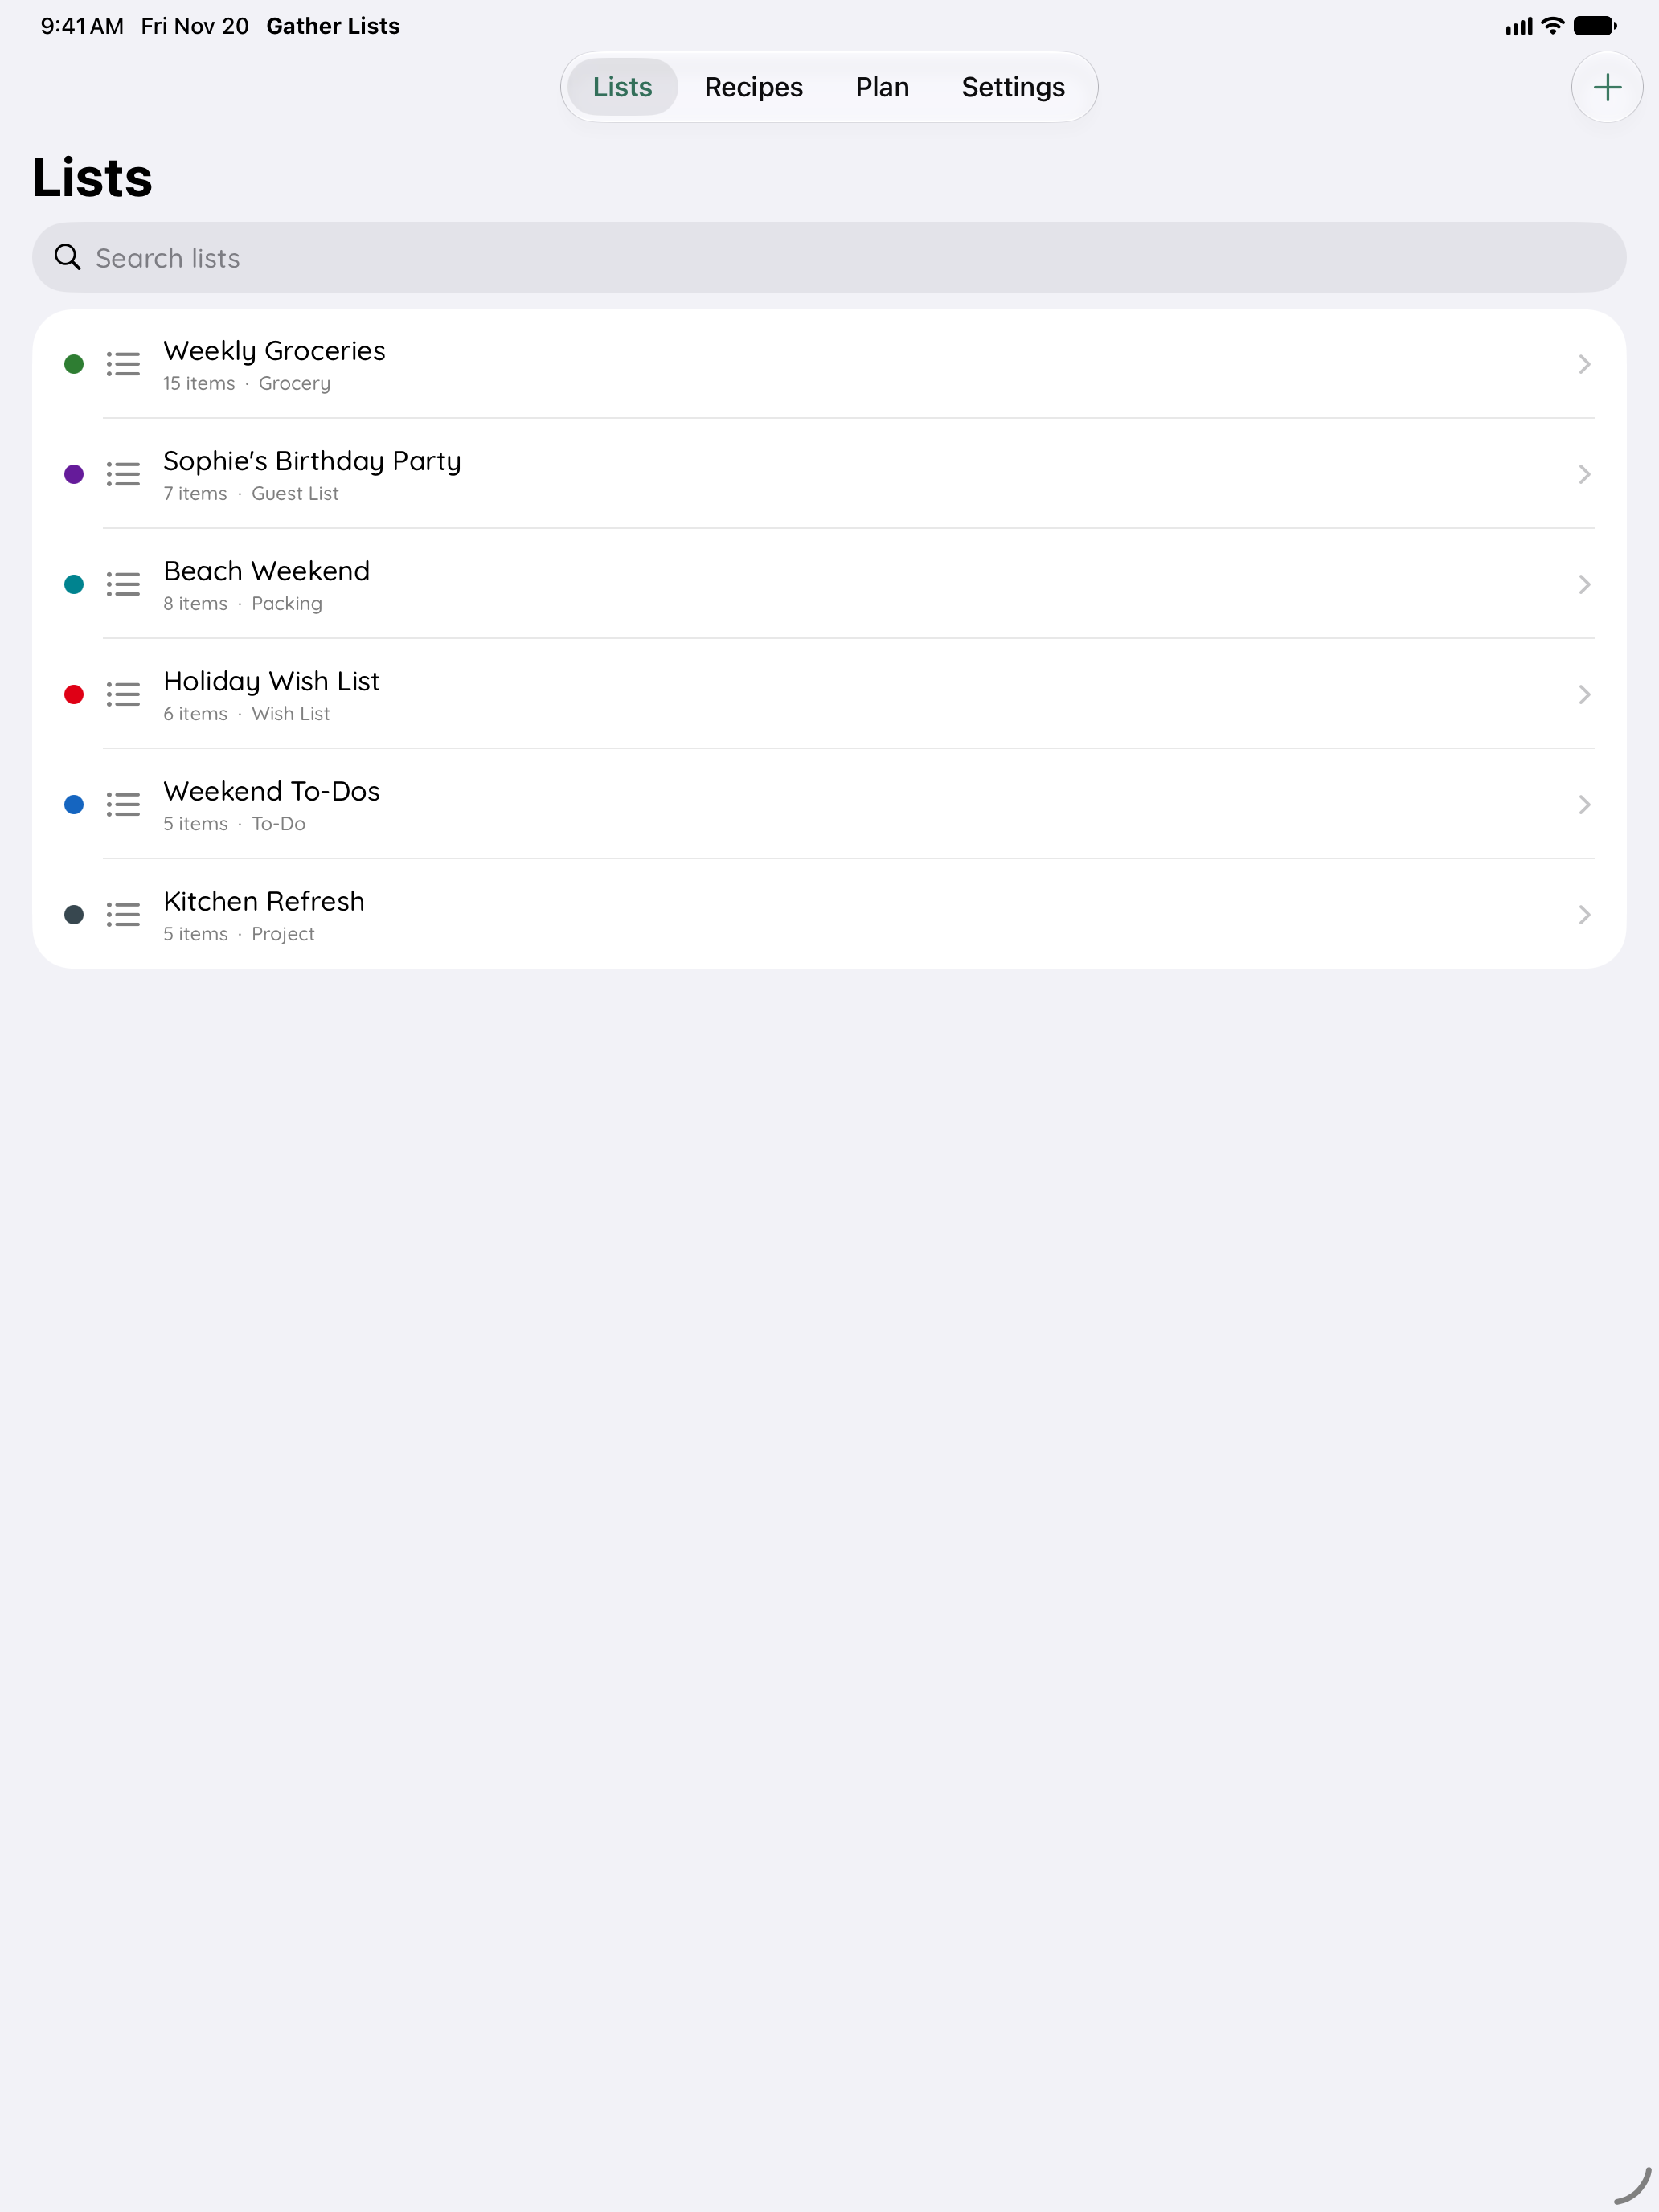 9:41 AM Fri Nov 20 Gather Lists
Lists Recipes Plan Settings
Lists
Search lists
Weekly Groceries
15 items · Grocery
Sophie's Birthday Party
7 items · Guest List
Beach Weekend
8 items · Packing
Holiday Wish List
6 items · Wish List
Weekend To-Dos
5 items · To-Do
Kitchen Refresh
5 items · Project